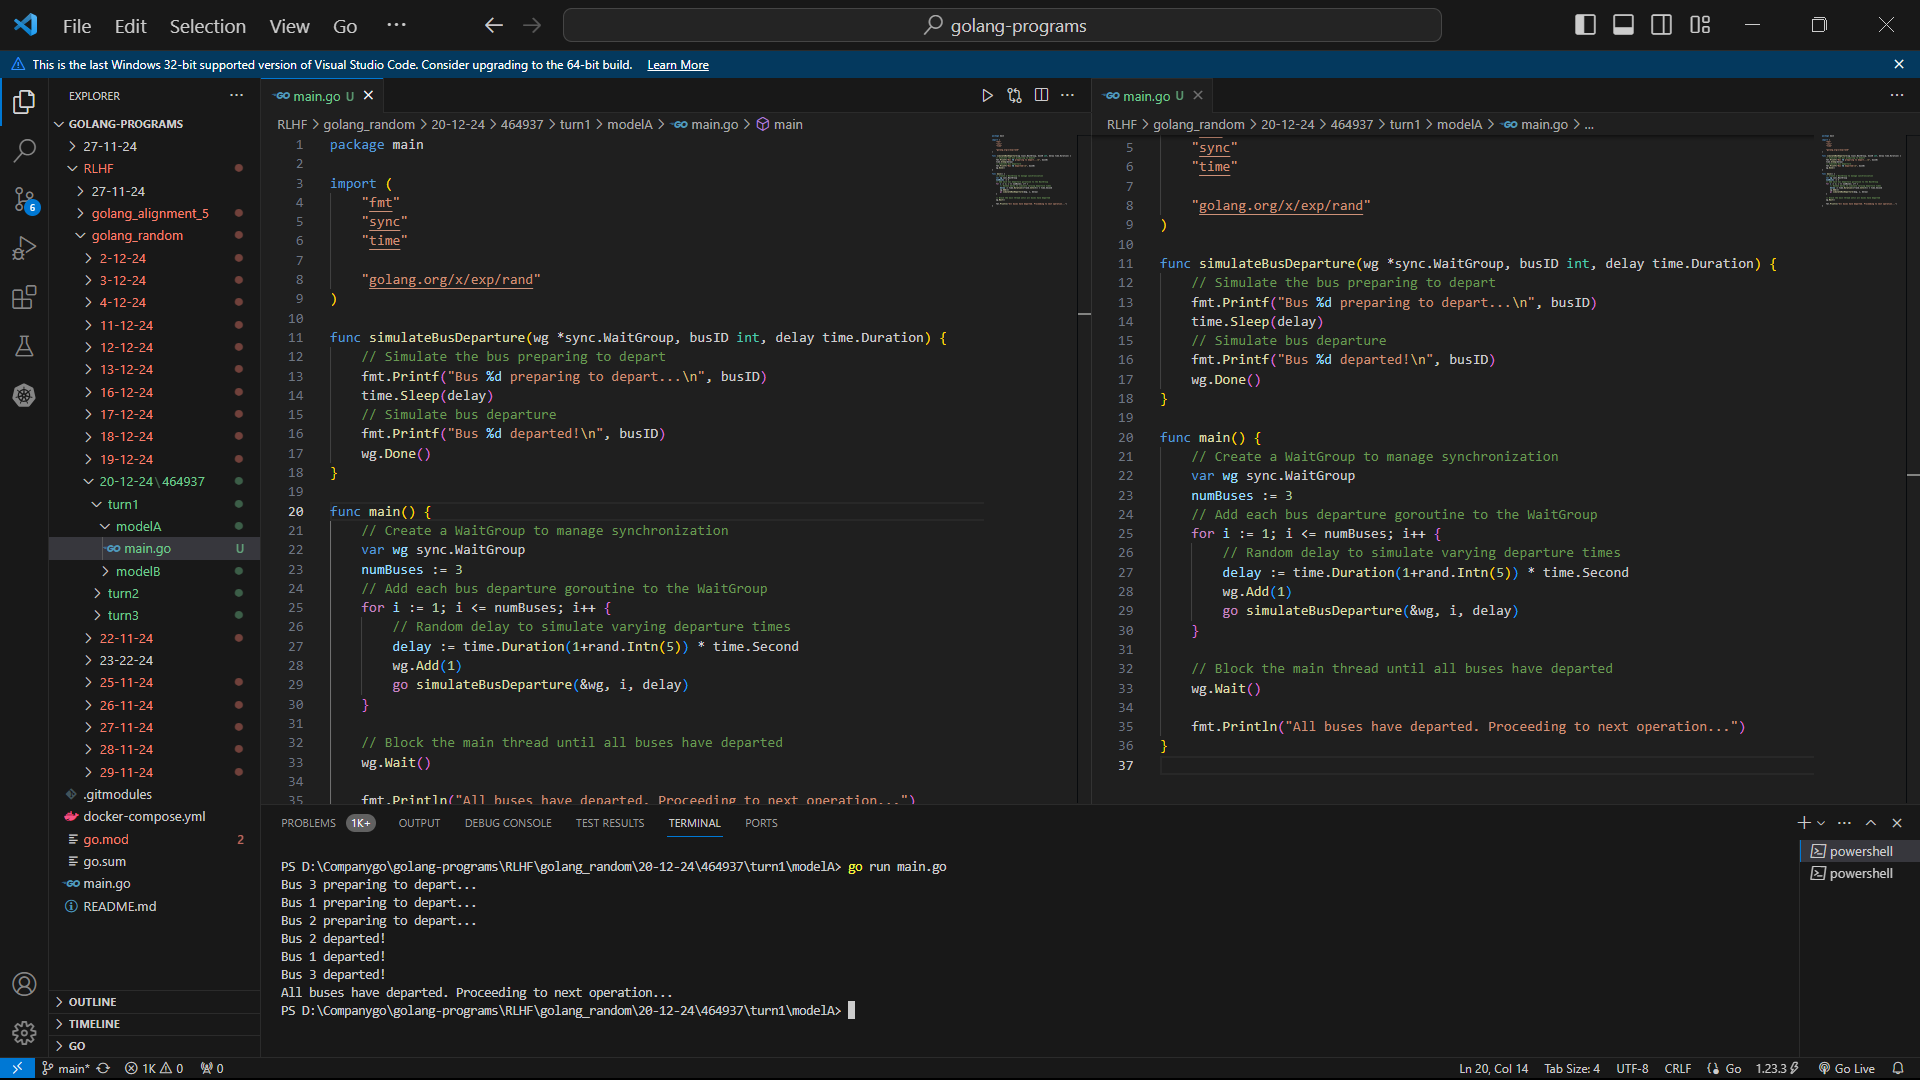 File Edit Selection View Go ··· golang-programs
This is the last Windows 32-bit supported version of Visual Studio Code. Consider upgrading to the 64-bit build. Learn More
EXPLORER
GOLANG-PROGRAMS
27-11-24
RLHF
27-11-24
golang_alignment_5
golang_random
2-12-24
3-12-24
4-12-24
11-12-24
12-12-24
13-12-24
16-12-24
17-12-24
18-12-24
19-12-24
20-12-24\464937
turn1
modelA
main.go U
modelB
turn2
turn3
22-11-24
23-22-24
25-11-24
26-11-24
27-11-24
28-11-24
29-11-24
.gitmodules
docker-compose.yml
go.mod 2
go.sum
main.go
README.md
OUTLINE
TIMELINE
GO
6
main.go U
RLHF > golang_random > 20-12-24 > 464937 > turn1 > modelA > main.go > main
1 package main
2
3 import (
4 "fmt"
5 "sync"
6 "time"
7
8 "golang.org/x/exp/rand"
9 )
10
11 func simulateBusDeparture(wg *sync.WaitGroup, busID int, delay time.Duration) {
12 // Simulate the bus preparing to depart
13 fmt.Printf("Bus %d preparing to depart...\n", busID)
14 time.Sleep(delay)
15 // Simulate bus departure
16 fmt.Printf("Bus %d departed!\n", busID)
17 wg.Done()
18 }
19
20 func main() {
21 // Create a WaitGroup to manage synchronization
22 var wg sync.WaitGroup
23 numBuses := 3
24 // Add each bus departure goroutine to the WaitGroup
25 for i := 1; i <= numBuses; i++ {
26 // Random delay to simulate varying departure times
27 delay := time.Duration(1+rand.Intn(5)) * time.Second
28 wg.Add(1)
29 go simulateBusDeparture(&wg, i, delay)
30 }
31
32 // Block the main thread until all buses have departed
33 wg.Wait()
34
35 fmt.Println("All buses have departed. Proceeding to next operation...")
main.go U
RLHF > golang_random > 20-12-24 > 464937 > turn1 > modelA > main.go > ...
5 "sync"
6 "time"
7
8 "golang.org/x/exp/rand"
9 )
10
11 func simulateBusDeparture(wg *sync.WaitGroup, busID int, delay time.Duration) {
12 // Simulate the bus preparing to depart
13 fmt.Printf("Bus %d preparing to depart...\n", busID)
14 time.Sleep(delay)
15 // Simulate bus departure
16 fmt.Printf("Bus %d departed!\n", busID)
17 wg.Done()
18 }
19
20 func main() {
21 // Create a WaitGroup to manage synchronization
22 var wg sync.WaitGroup
23 numBuses := 3
24 // Add each bus departure goroutine to the WaitGroup
25 for i := 1; i <= numBuses; i++ {
26 // Random delay to simulate varying departure times
27 delay := time.Duration(1+rand.Intn(5)) * time.Second
28 wg.Add(1)
29 go simulateBusDeparture(&wg, i, delay)
30 }
31
32 // Block the main thread until all buses have departed
33 wg.Wait()
34
35 fmt.Println("All buses have departed. Proceeding to next operation...")
36 }
37
PROBLEMS 1K+ OUTPUT DEBUG CONSOLE TEST RESULTS TERMINAL PORTS
PS D:\Companygo\golang-programs\RLHF\golang_random\20-12-24\464937\turn1\modelA> go run main.go
Bus 3 preparing to depart...
Bus 1 preparing to depart...
Bus 2 preparing to depart...
Bus 2 departed!
Bus 1 departed!
Bus 3 departed!
All buses have departed. Proceeding to next operation...
PS D:\Companygo\golang-programs\RLHF\golang_random\20-12-24\464937\turn1\modelA>
powershell
powershell
main* 1K 0 0 Ln 20, Col 14 Tab Size: 4 UTF-8 CRLF Go 1.23.3 Go Live